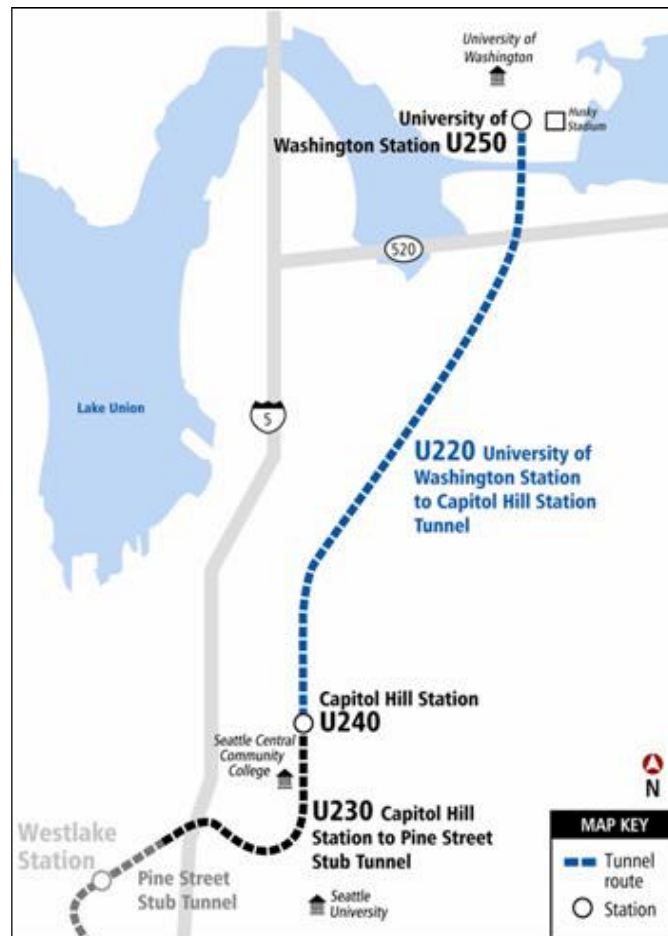 University of
Washington
University of
Washington Station U250
Husky
Stadium
520
Lake Union
5
U220 University of
Washington Station
to Capitol Hill Station
Tunnel
Capitol Hill Station
U240
Seattle Central
Community
College
N
U230 Capitol Hill
Station to Pine Street
Stub Tunnel
Westlake
Station
Pine Street
Stub Tunnel
Seattle
University
MAP KEY
Tunnel
route
Station